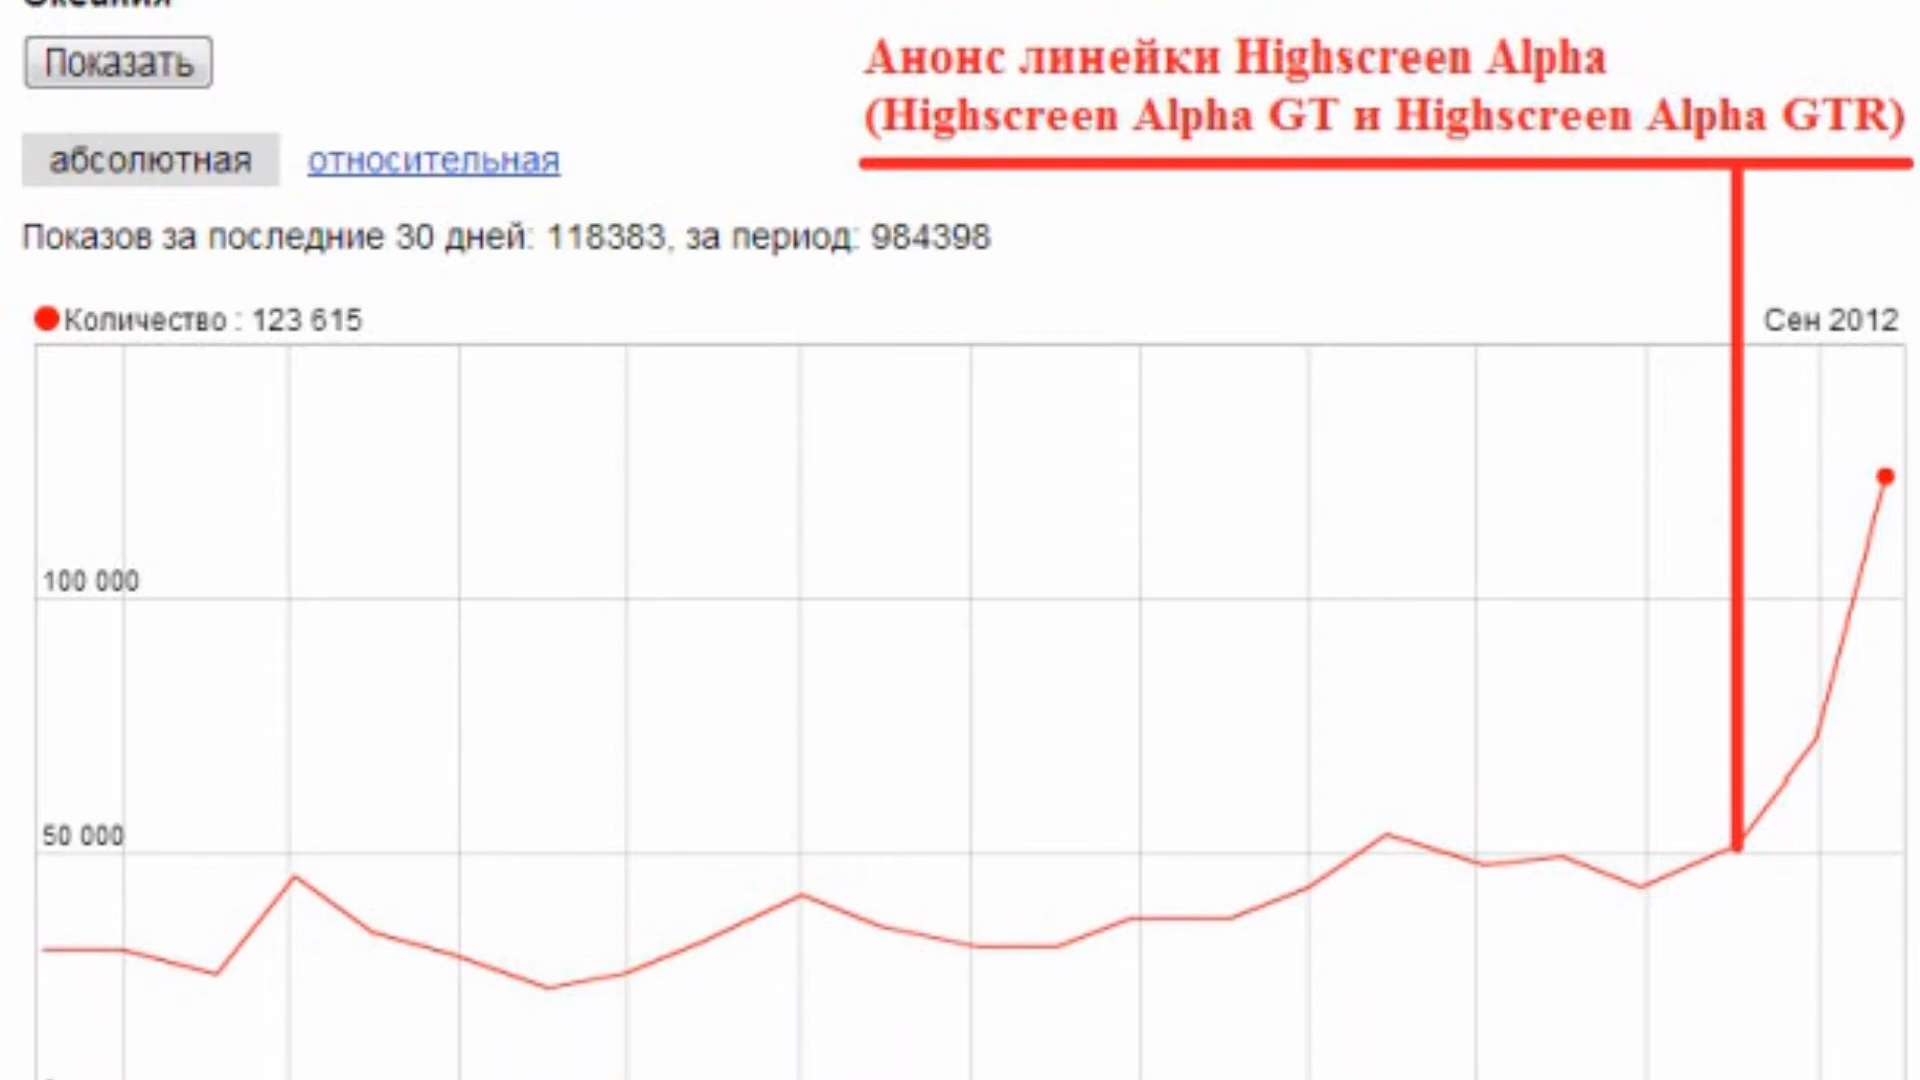 Океания
Показать
Анонс линейки Highscreen Alpha
(Highscreen Alpha GT и Highscreen Alpha GTR)
абсолютная относительная
Показов за последние 30 дней: 118383, за период: 984398
Количество : 123 615
Сен 2012
100 000
50 000